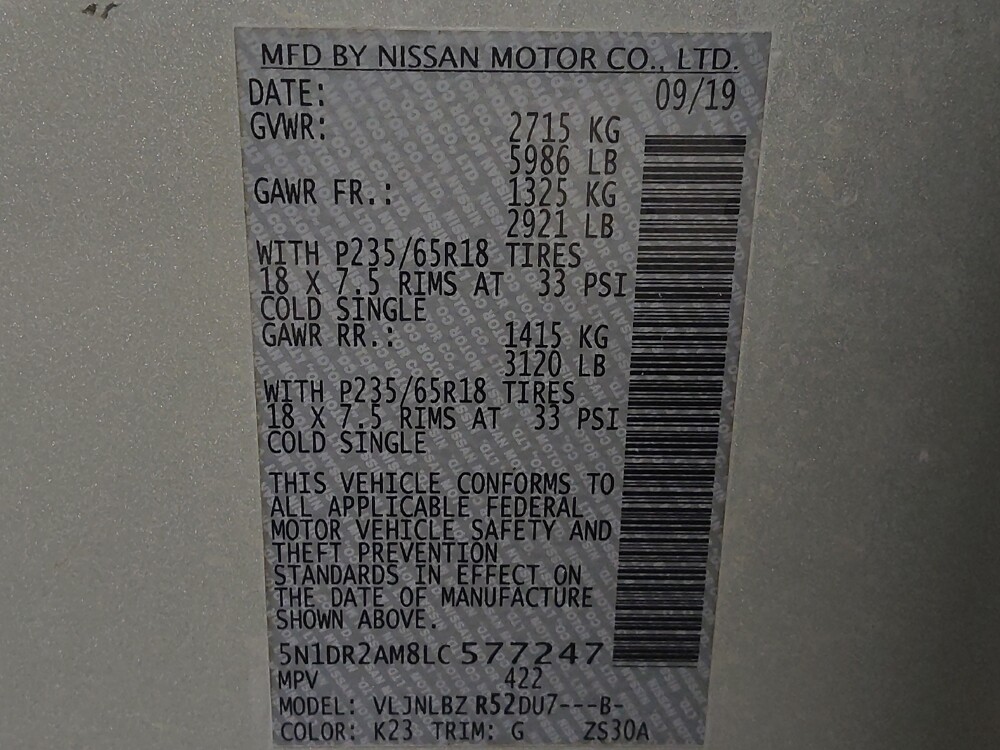 MFD BY NISSAN MOTOR CO., LTD.
DATE: 09/19
GVWR: 2715 KG
5986 LB
GAWR FR.: 1325 KG
2921 LB
WITH P235/65R18 TIRES
18 X 7.5 RIMS AT 33 PSI
COLD SINGLE
GAWR RR.: 1415 KG
3120 LB
WITH P235/65R18 TIRES
18 X 7.5 RIMS AT 33 PSI
COLD SINGLE
THIS VEHICLE CONFORMS TO
ALL APPLICABLE FEDERAL
MOTOR VEHICLE SAFETY AND
THEFT PREVENTION
STANDARDS IN EFFECT ON
THE DATE OF MANUFACTURE
SHOWN ABOVE.
5N1DR2AM8LC 577247
MPV 422
MODEL: VLJNLBZ R52DU7---B-
COLOR: K23 TRIM: G ZS30A